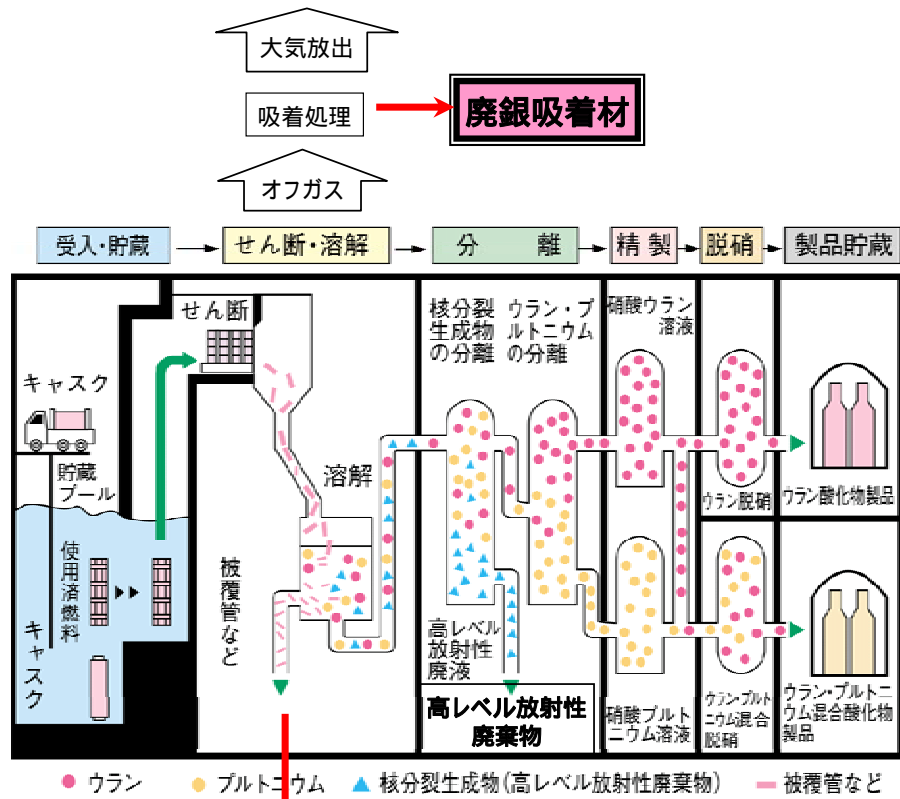 大気放出
吸着処理
廃銀吸着材
オフガス
受入・貯蔵
せん断・溶解
分離
精製
脱硝
製品貯蔵
せん断
核分裂
生成物
の分離
ウラン・プ
ルトニウム
の分離
硝酸ウラン
溶液
キャスク
貯蔵
プール
溶解
ウラン脱硝
ウラン酸化物製品
使用済燃料
キャスク
被覆管など
高レベル
放射性
廃液
高レベル放射性
廃棄物
硝酸プルト
ニウム溶液
ウラン・プルト
ニウム混合
脱硝
ウラン・プルトニ
ウム混合酸化物
製品
ウラン
プルトニウム
核分裂生成物(高レベル放射性廃棄物)
被覆管など